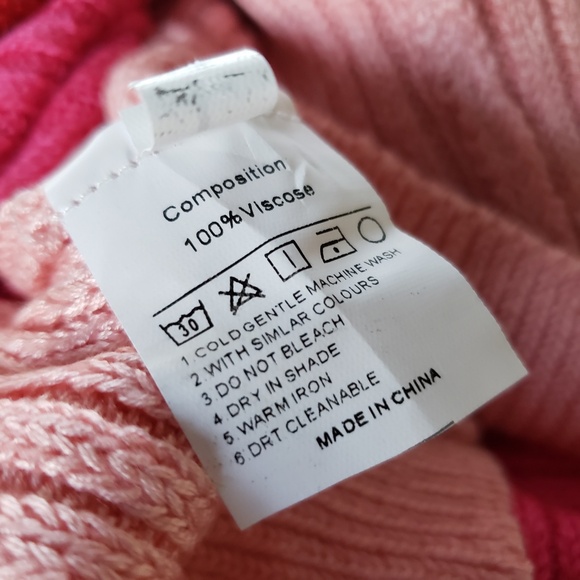 Composition
100%Viscose
30
1 COLD GENTLE MACHINE WASH
2 WITH SIMLAR COLOURS
3 DO NOT BLEACH
4 DRY IN SHADE
5 WARM IRON
6 DRT CLEANABLE
MADE IN CHINA